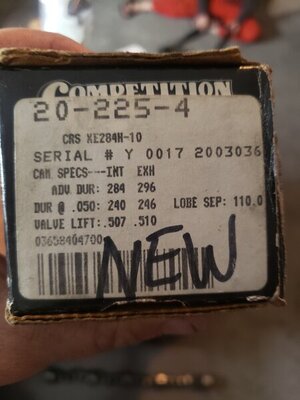 COMPETITION
20-225-4
CRS XE284H-10
SERIAL # Y 0017 2003036
CAM SPECS---INT EXH
ADV DUR: 284 296
DUR @ .050: 240 246 LOBE SEP: 110.0
VALVE LIFT: .507 .510
03658404700
NEW